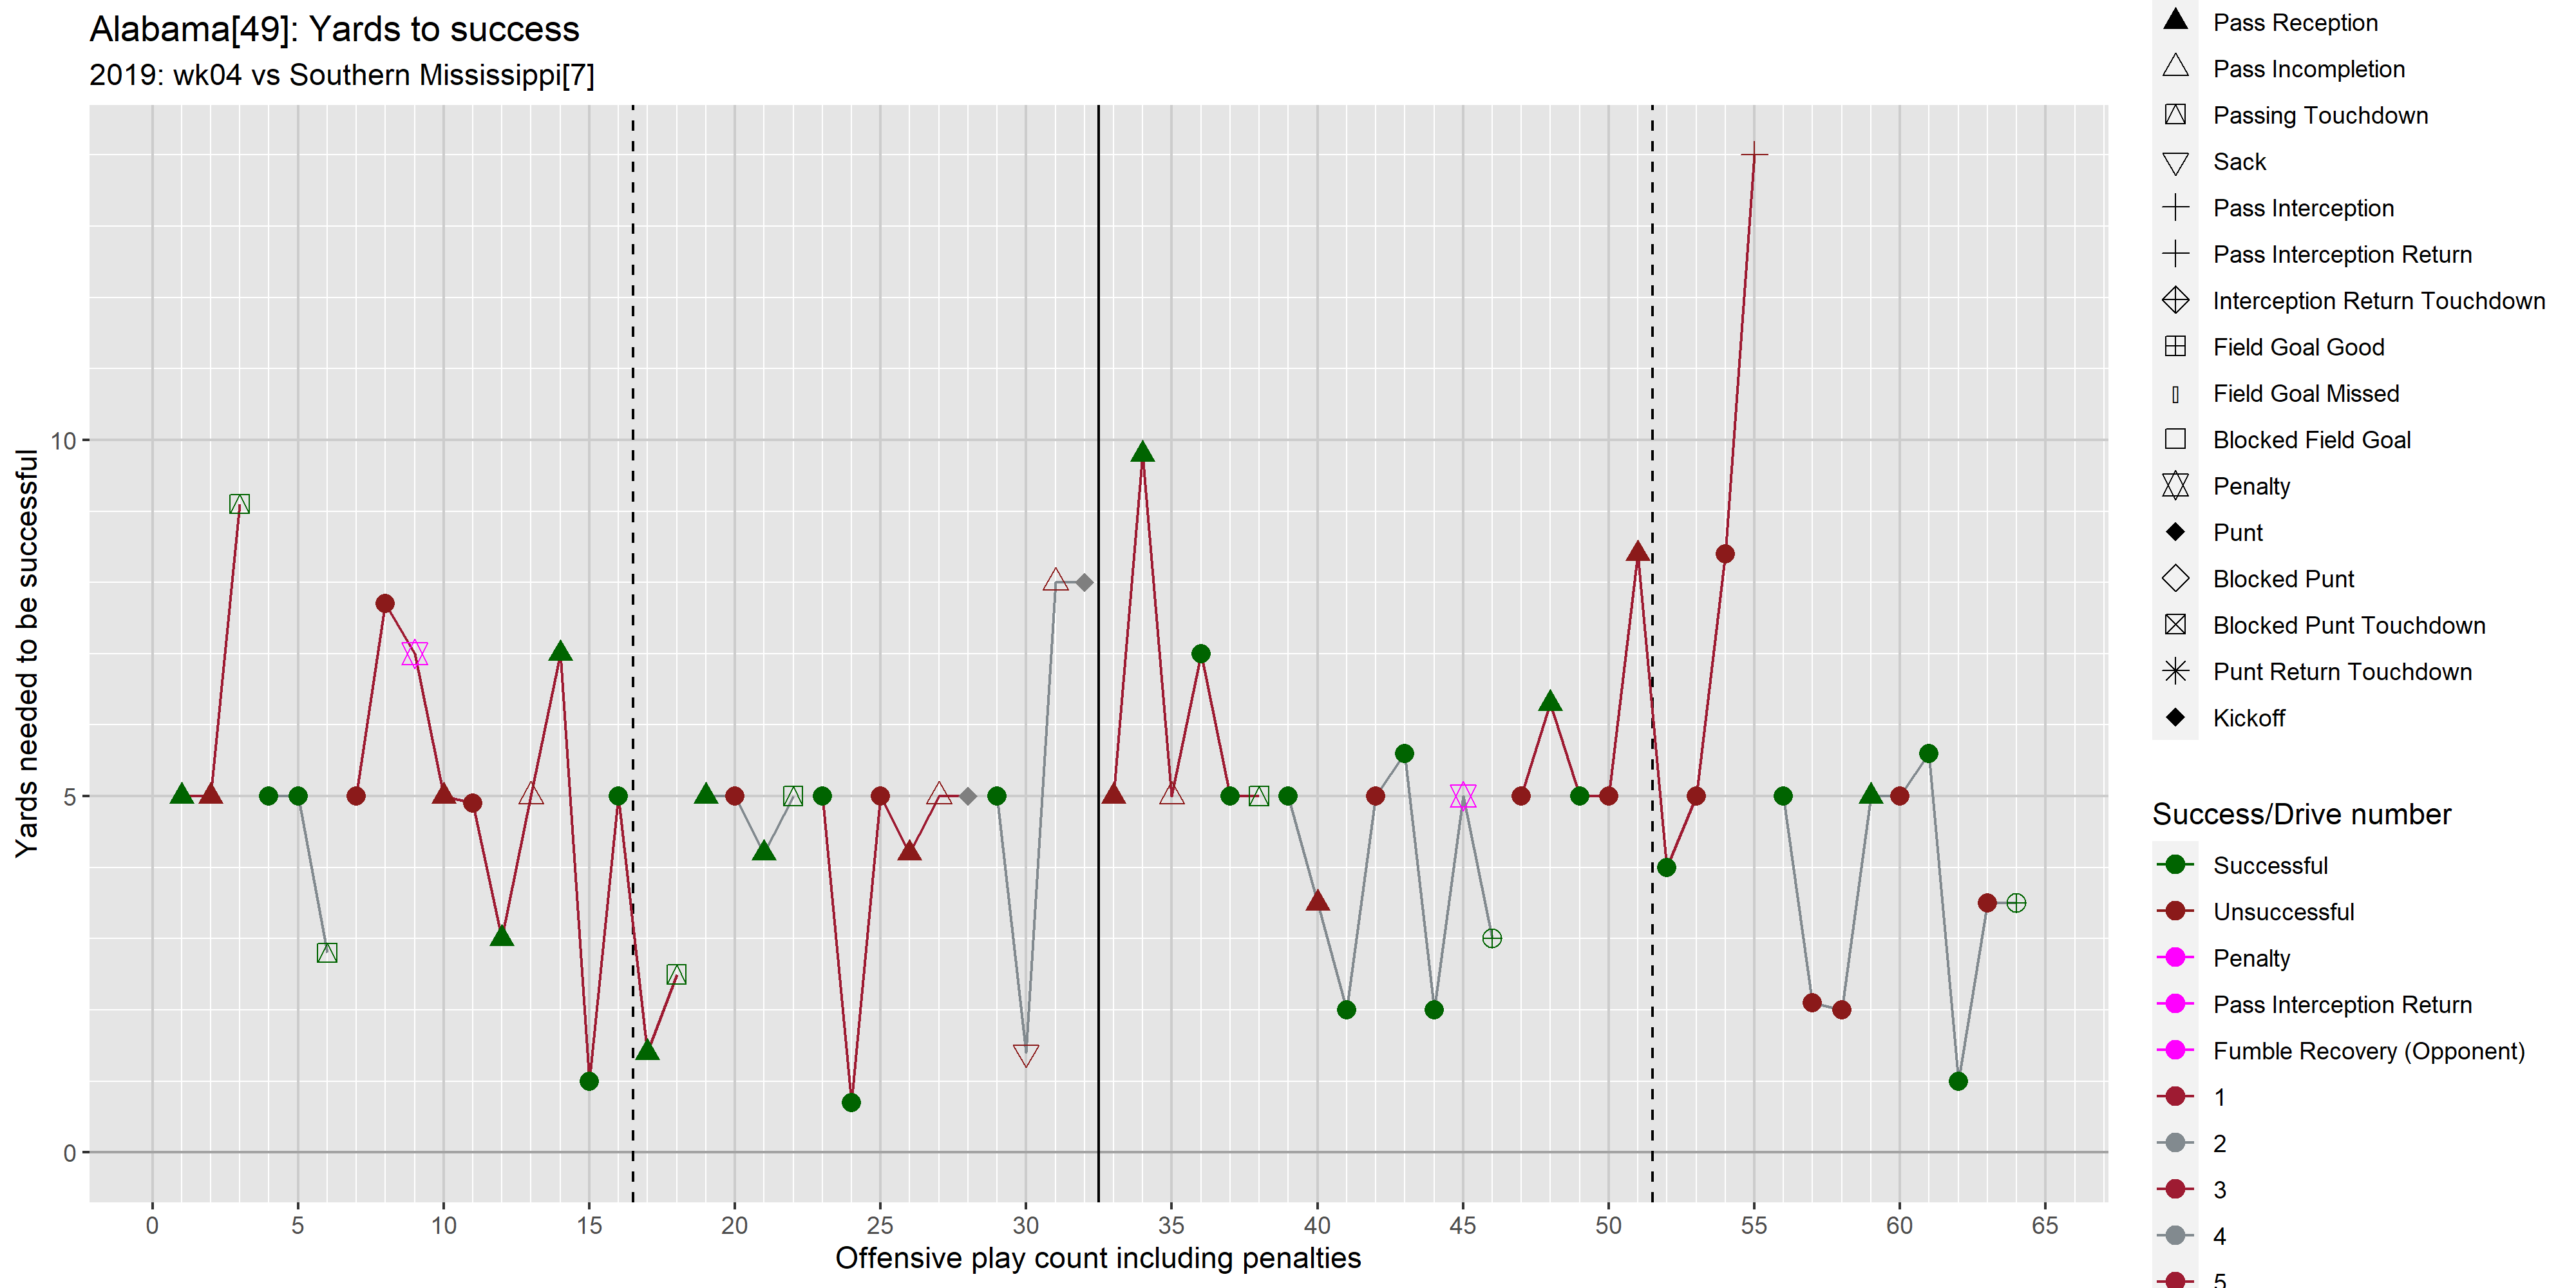 Alabama[49]: Yards to success
2019: wk04 vs Southern Mississippi[7]
Yards needed to be successful
10
5
0
0 5 10 15 20 25 30 35 40 45 50 55 60 65
Offensive play count including penalties
Pass Reception
Pass Incompletion
Passing Touchdown
Sack
Pass Interception
Pass Interception Return
Interception Return Touchdown
Field Goal Good
Field Goal Missed
Blocked Field Goal
Penalty
Punt
Blocked Punt
Blocked Punt Touchdown
Punt Return Touchdown
Kickoff
Success/Drive number
Successful
Unsuccessful
Penalty
Pass Interception Return
Fumble Recovery (Opponent)
1
2
3
4
5